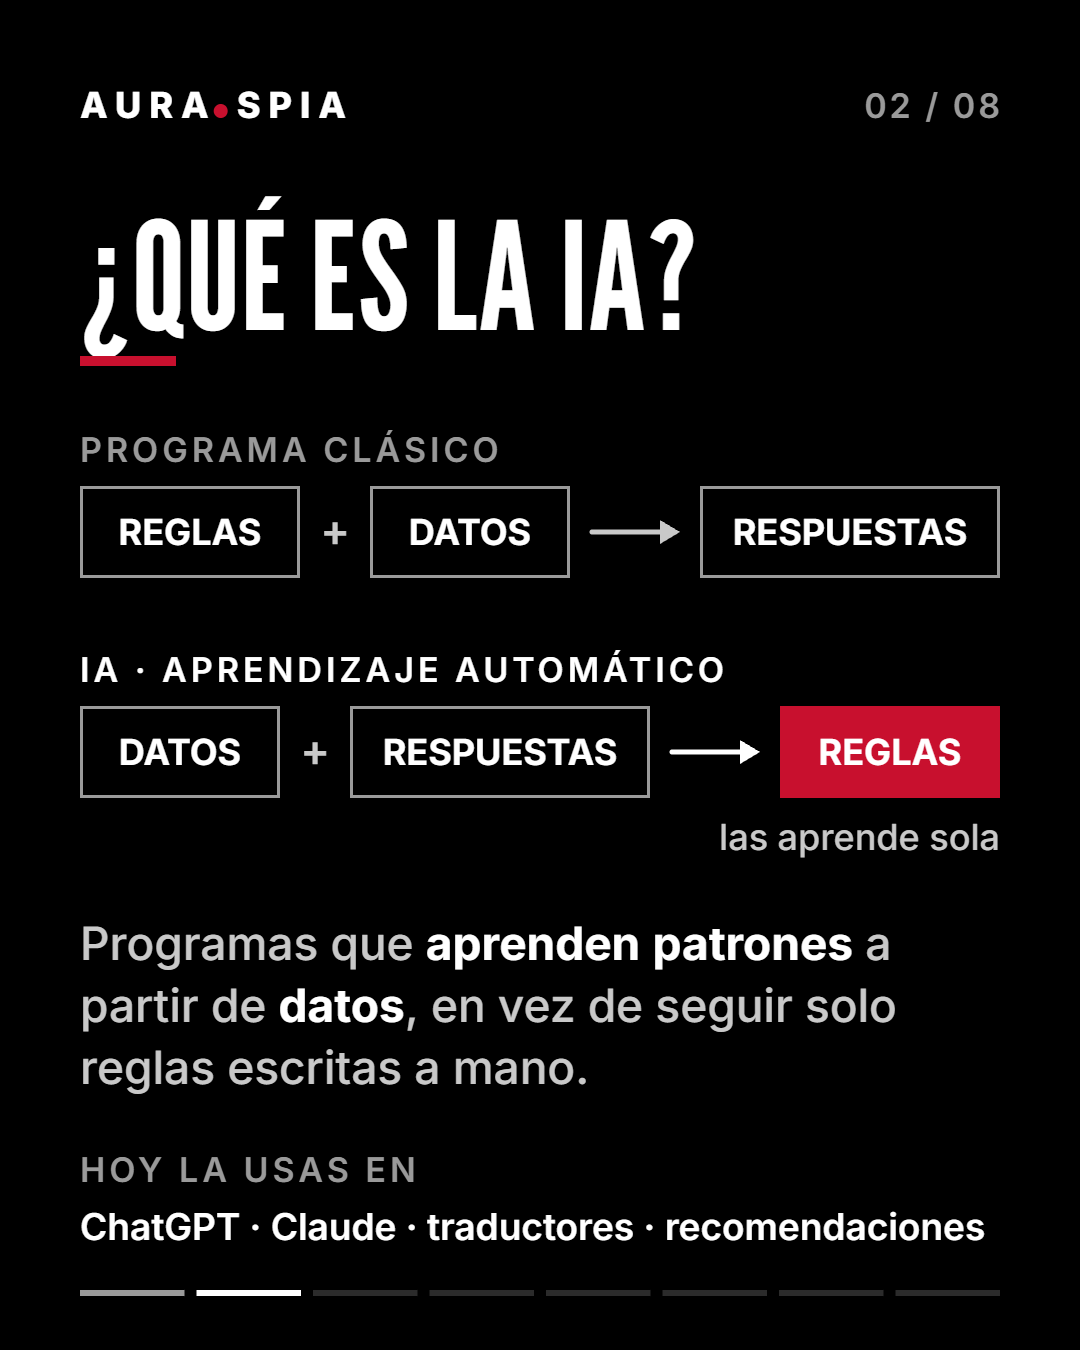 AURA.SPIA
02 / 08
¿QUÉ ES LA IA?
PROGRAMA CLÁSICO
REGLAS + DATOS → RESPUESTAS
IA · APRENDIZAJE AUTOMÁTICO
DATOS + RESPUESTAS → REGLAS
las aprende sola
Programas que aprenden patrones a
partir de datos, en vez de seguir solo
reglas escritas a mano.
HOY LA USAS EN
ChatGPT · Claude · traductores · recomendaciones